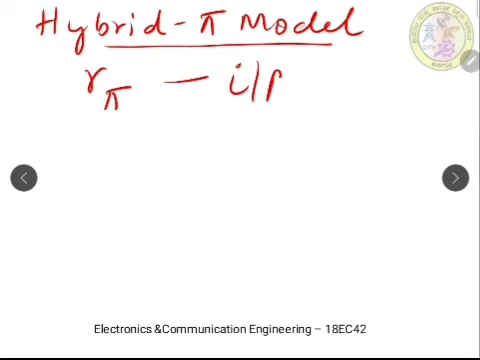 Hybrid - π Model
rπ — i/p
Electronics &Communication Engineering – 18EC42